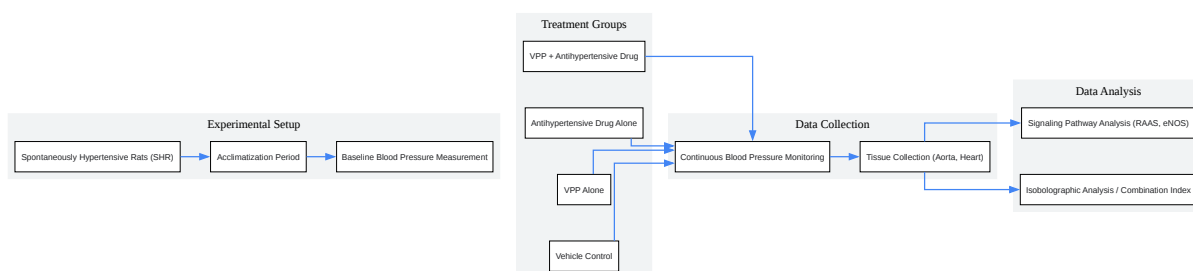 Experimental Setup
Spontaneously Hypertensive Rats (SHR)
Acclimatization Period
Baseline Blood Pressure Measurement
Treatment Groups
VPP + Antihypertensive Drug
Antihypertensive Drug Alone
VPP Alone
Vehicle Control
Data Collection
Continuous Blood Pressure Monitoring
Tissue Collection (Aorta, Heart)
Data Analysis
Signaling Pathway Analysis (RAAS, eNOS)
Isobolographic Analysis / Combination Index